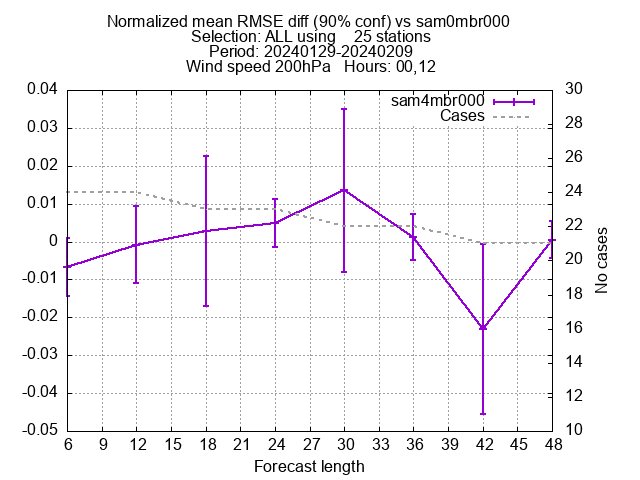 Normalized mean RMSE diff (90% conf) vs sam0mbr000
Selection: ALL using    25 stations
Period: 20240129-20240209
Wind speed 200hPa   Hours: 00,12
sam4mbr000
Cases
0.04
0.03
0.02
0.01
0
-0.01
-0.02
-0.03
-0.04
-0.05
30
28
26
24
22
20
18
16
14
12
10
No cases
6 9 12 15 18 21 24 27 30 33 36 39 42 45 48
Forecast length